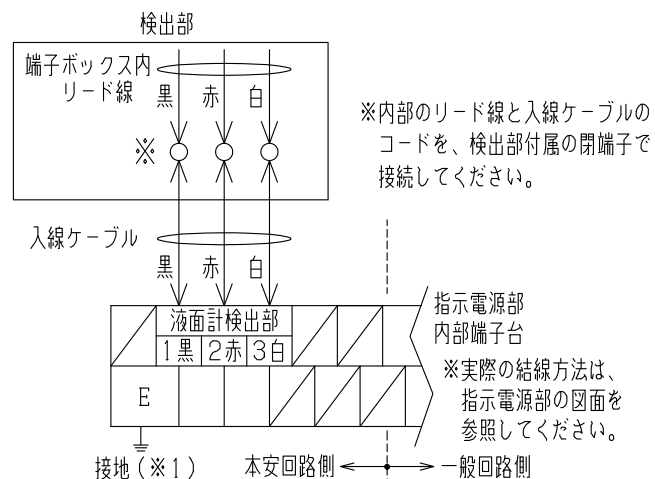 検出部
端子ボックス内
リード線
黒 赤 白
※
※内部のリード線と入線ケーブルの
コードを、検出部付属の閉端子で
接続してください。
入線ケーブル
黒 赤 白
液面計検出部
1黒 2赤 3白
指示電源部
内部端子台
※実際の結線方法は、
指示電源部の図面を
参照してください。
E
接地(※1)
本安回路側
一般回路側